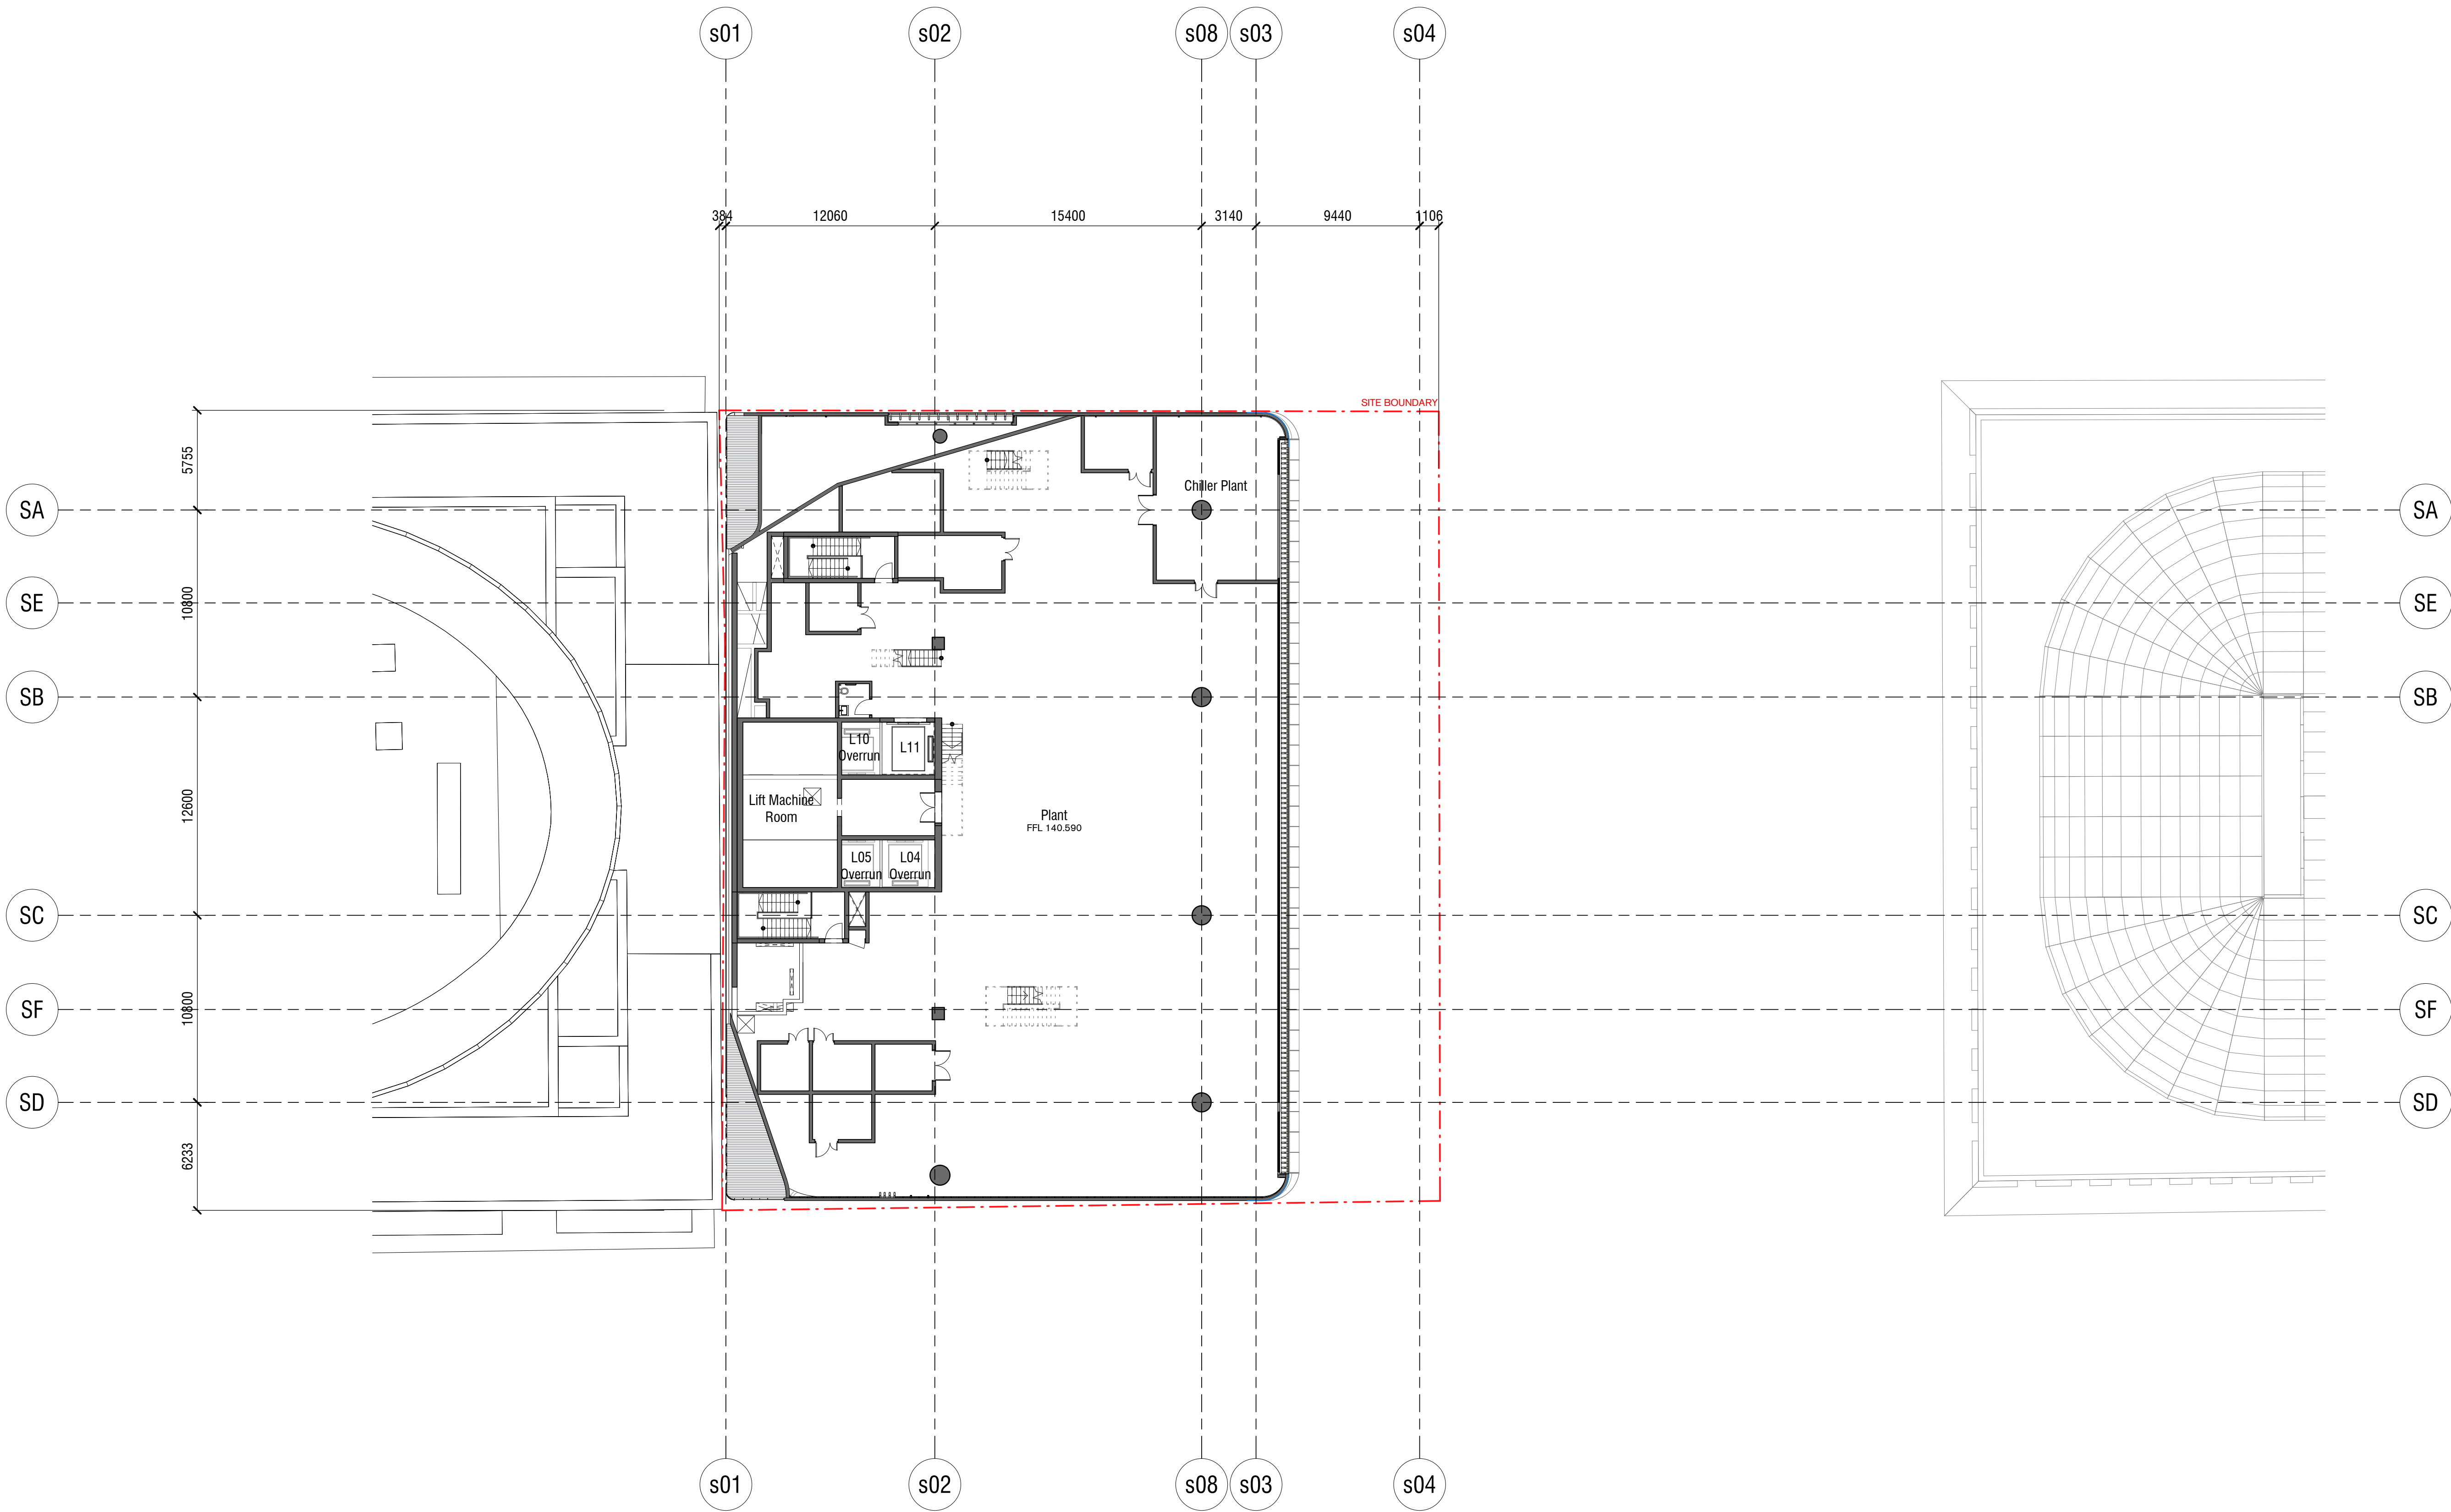 s01 s02 s08 s03 s04
384 12060 15400 3140 9440 1106
SITE BOUNDARY
5755
Chiller Plant
SA SA
10800
SE SE
SB SB
L10
Overrun
L11
Lift Machine
Room
12600
Plant
FFL 140.590
L05
Overrun
L04
Overrun
SC SC
10800
SF SF
SD SD
6233
s01 s02 s08 s03 s04